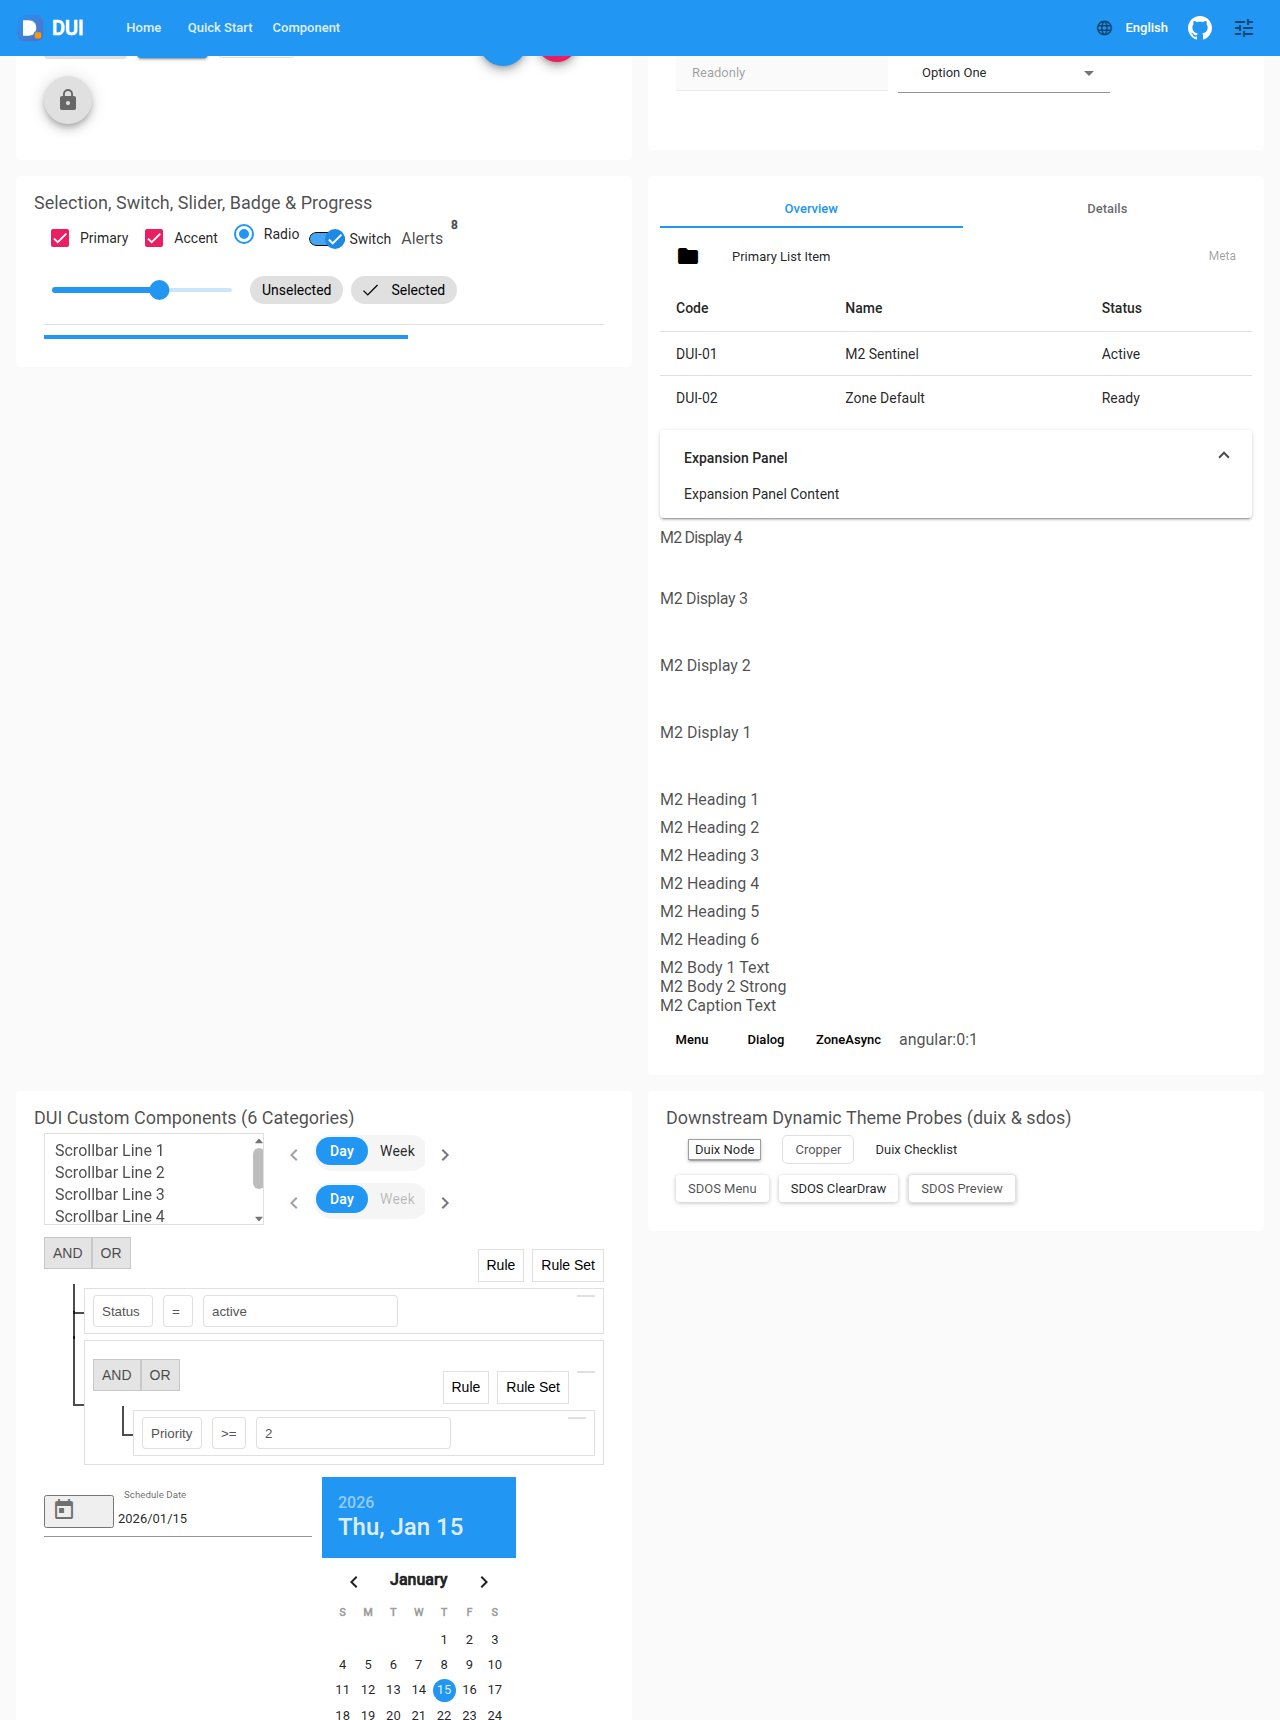 DUI Home Quick Start Component English
Readonly Option One
Selection, Switch, Slider, Badge & Progress
Primary Accent Radio Switch Alerts 8
Unselected Selected
Overview Details
Primary List Item Meta
Code Name Status
DUI-01 M2 Sentinel Active
DUI-02 Zone Default Ready
Expansion Panel
Expansion Panel Content
M2 Display 4
M2 Display 3
M2 Display 2
M2 Display 1
M2 Heading 1
M2 Heading 2
M2 Heading 3
M2 Heading 4
M2 Heading 5
M2 Heading 6
M2 Body 1 Text
M2 Body 2 Strong
M2 Caption Text
Menu Dialog ZoneAsync angular:0:1
DUI Custom Components (6 Categories)
Scrollbar Line 1
Scrollbar Line 2
Scrollbar Line 3
Scrollbar Line 4
Day Week
Day Week
AND OR
Rule Rule Set
Status = active
AND OR
Rule Rule Set
Priority >= 2
Schedule Date
2026/01/15
2026
Thu, Jan 15
January
S M T W T F S
1 2 3
4 5 6 7 8 9 10
11 12 13 14 15 16 17
18 19 20 21 22 23 24
Downstream Dynamic Theme Probes (duix & sdos)
Duix Node Cropper Duix Checklist
SDOS Menu SDOS ClearDraw SDOS Preview